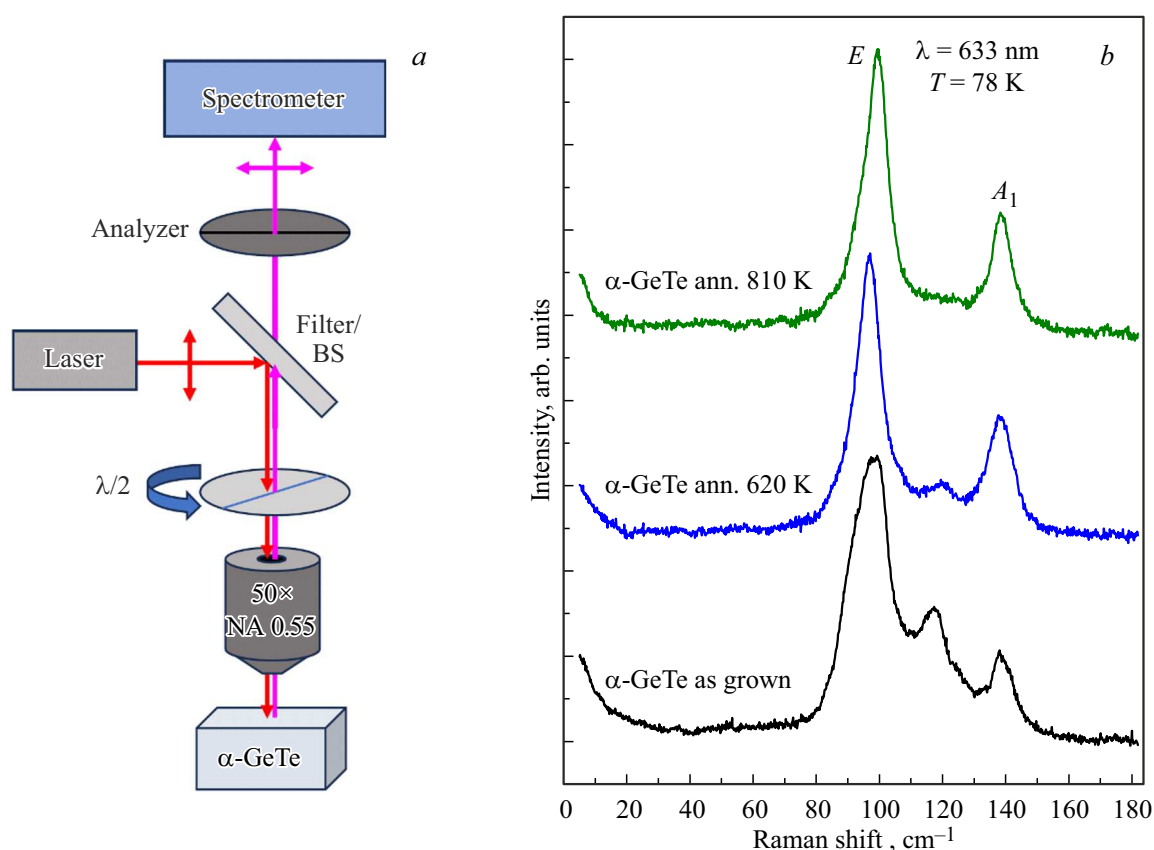 a
Spectrometer
Analyzer
Filter/
BS
Laser
λ/2
50×
NA 0.55
α-GeTe
b
E
λ = 633 nm
T = 78 K
A1
α-GeTe ann. 810 K
α-GeTe ann. 620 K
α-GeTe as grown
Intensity, arb. units
0 20 40 60 80 100 120 140 160 180
Raman shift , cm–1